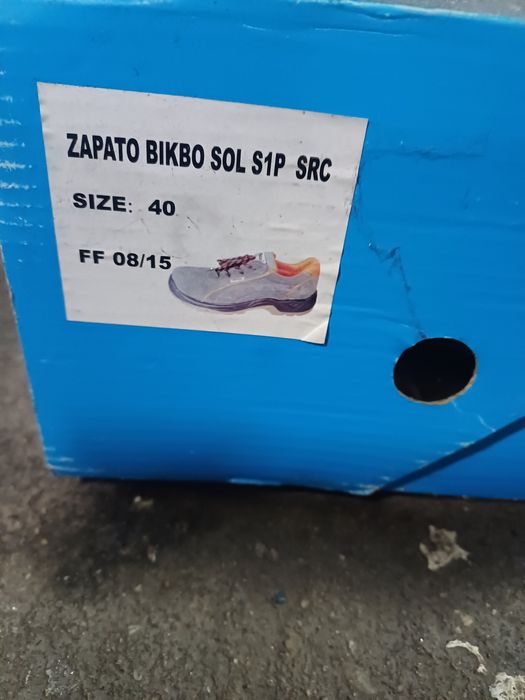 ZAPATO BIKBO SOL S1P SRC
SIZE: 40
FF 08/15